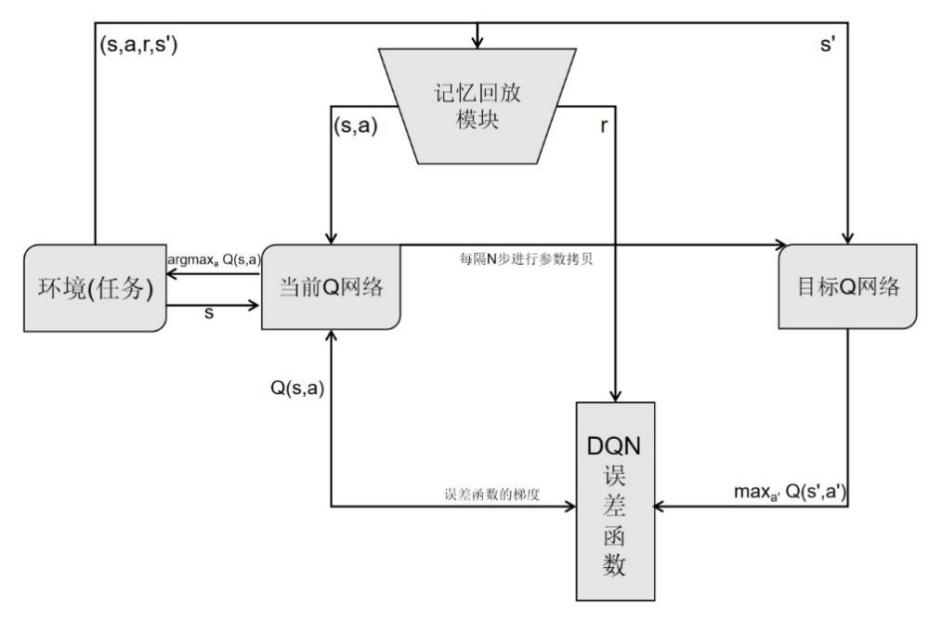 (s,a,r,s')
s'
记忆回放
模块
(s,a)
r
argmaxₐ Q(s,a)
每隔N步进行参数拷贝
环境(任务)
当前Q网络
目标Q网络
s
Q(s,a)
DQN
误
差
函
数
误差函数的梯度
maxₐ' Q(s',a')